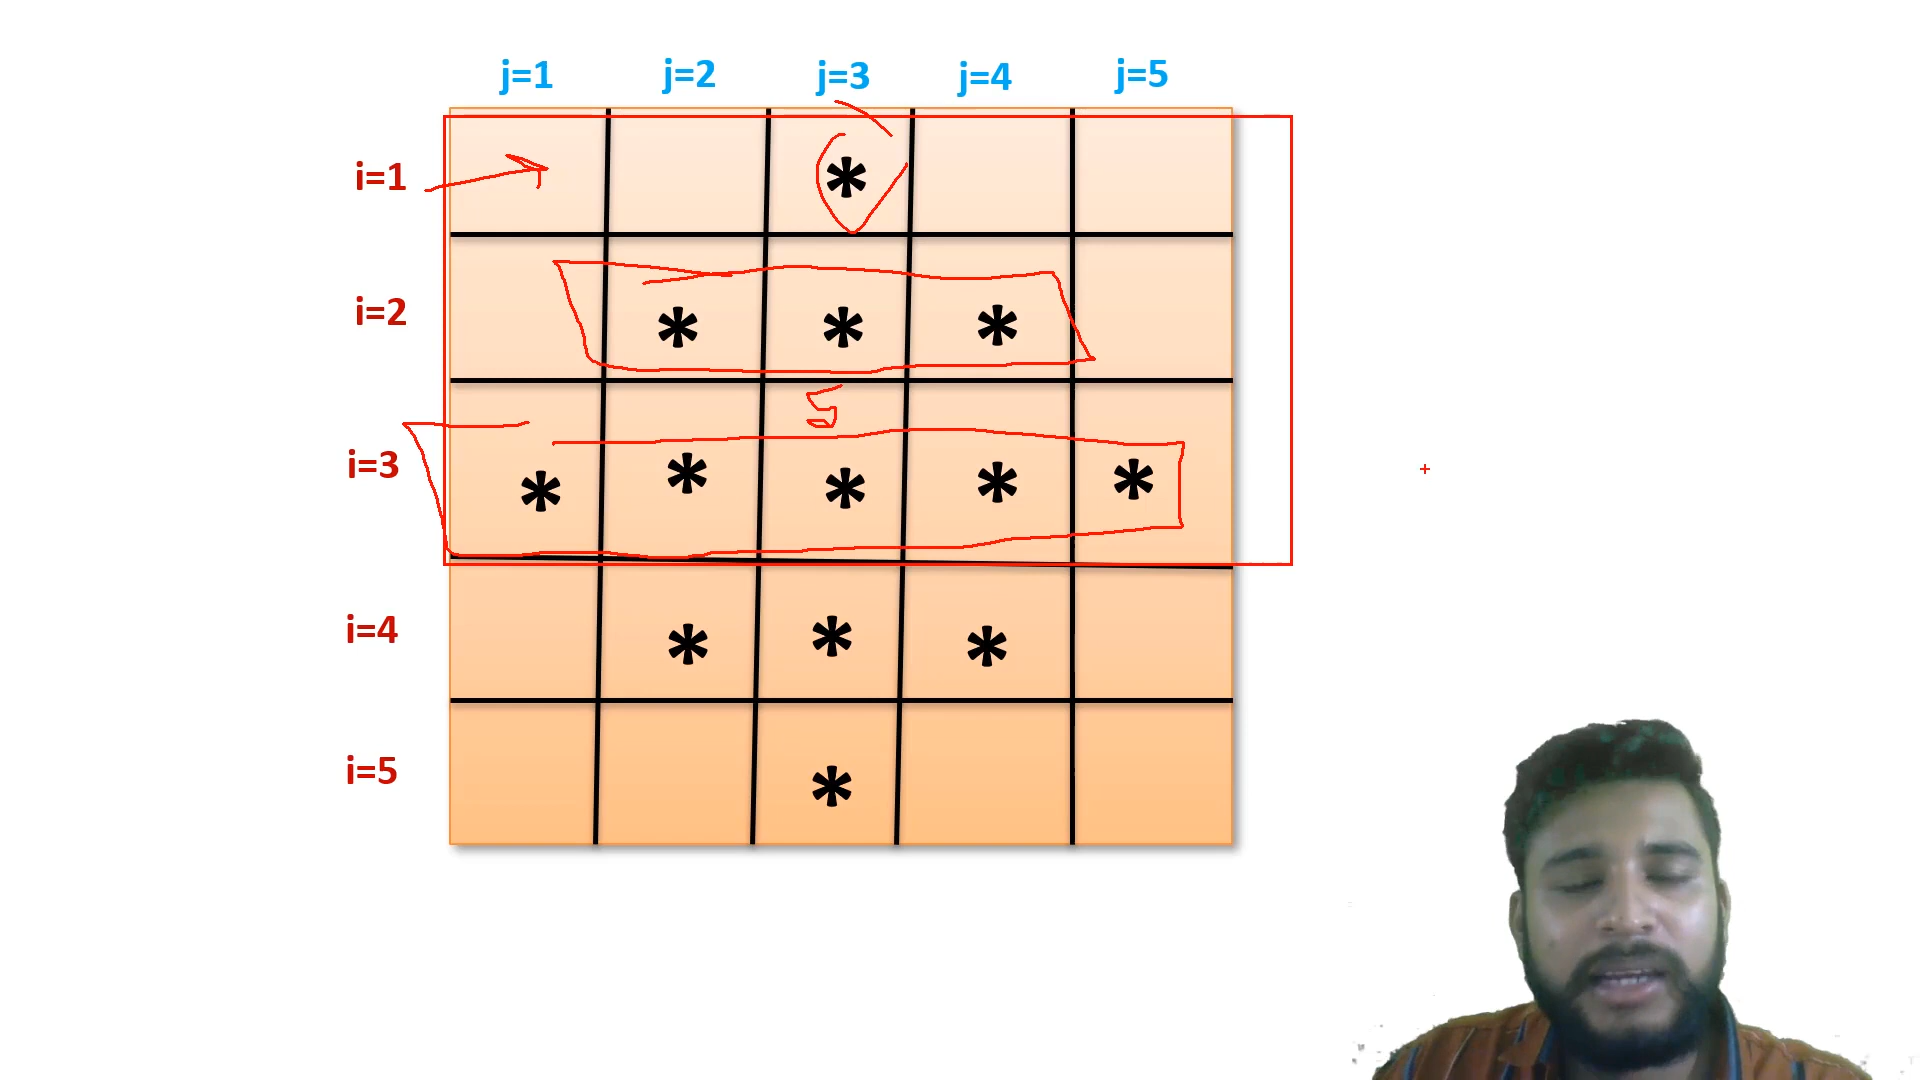 j=1 j=2 j=3 j=4 j=5
i=1 *
i=2 * * *
5
i=3 * * * * *
i=4 * * *
i=5 *